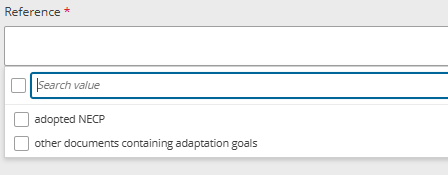 Reference *
Search value
adopted NECP
other documents containing adaptation goals